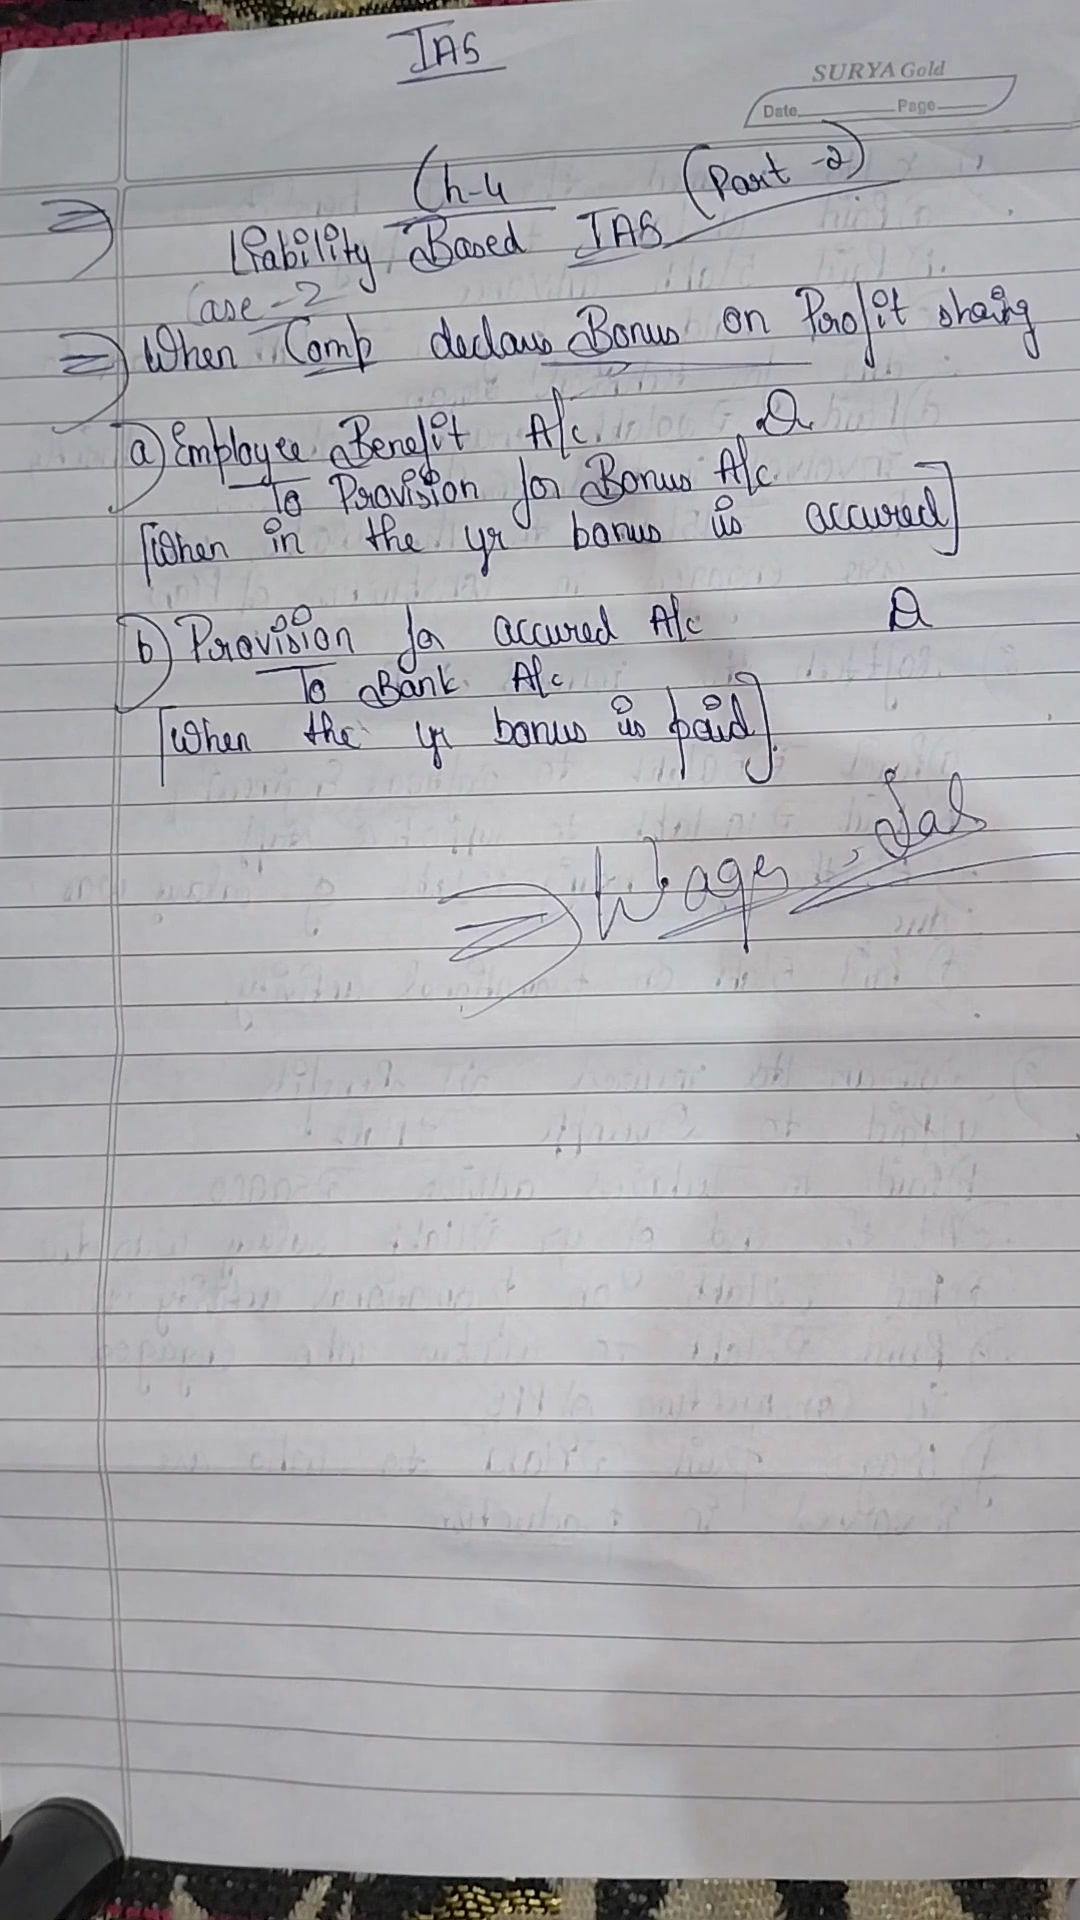 IAS
SURYA Gold
Date Page
Ch-4 (Part -2)
Liability Based IAS
Case -2
When Comp declaus Bonus on Profit sharing
a) Employee Benefit A/c. Dr
To Provision for Bonus A/c
[When in the yr bonus is accured]
b) Provision for accured A/c Dr
To Bank A/c
[When the yr bonus is paid]
Wages, Sal